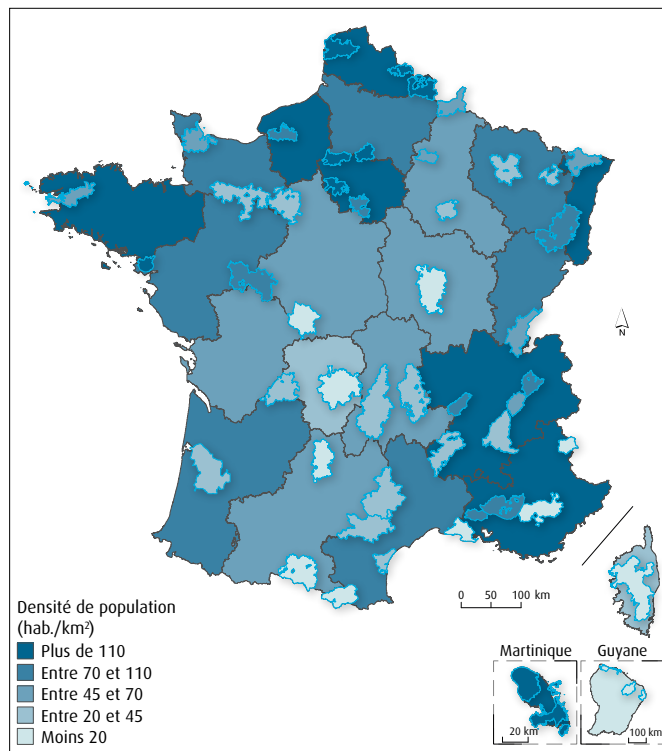 N
0 50 100 km
Densité de population
(hab./km²)
Plus de 110
Entre 70 et 110
Entre 45 et 70
Entre 20 et 45
Moins 20
Martinique
20 km
Guyane
100 km